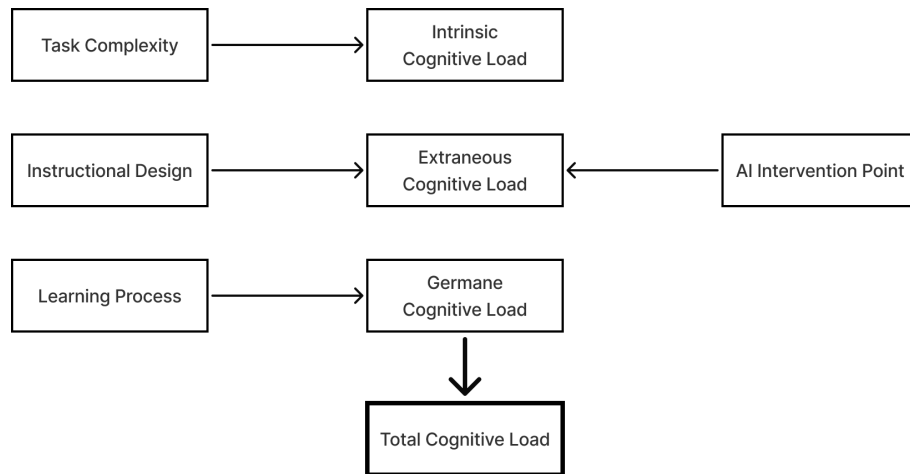 Task Complexity
Intrinsic
Cognitive Load
Instructional Design
Extraneous
Cognitive Load
AI Intervention Point
Learning Process
Germane
Cognitive Load
Total Cognitive Load